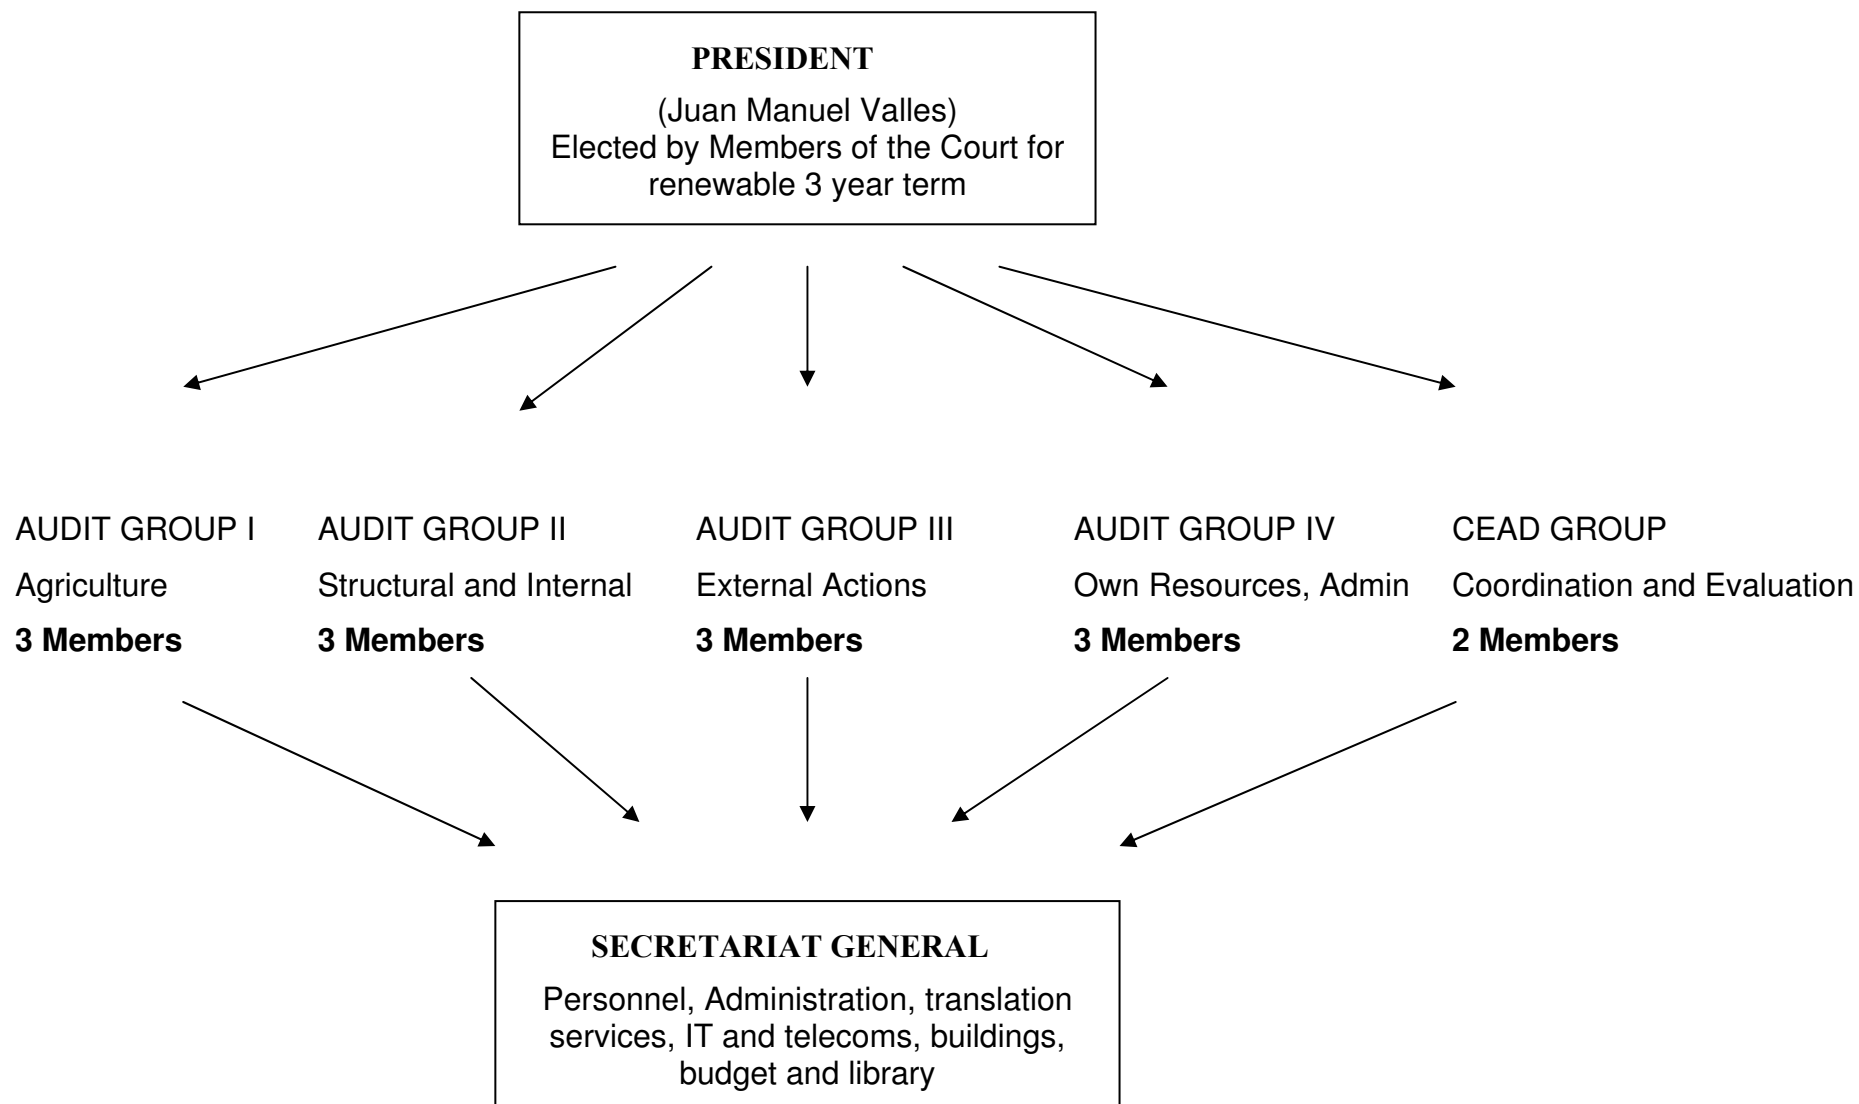 PRESIDENT
(Juan Manuel Valles)
Elected by Members of the Court for
renewable 3 year term
AUDIT GROUP I
Agriculture
3 Members
AUDIT GROUP II
Structural and Internal
3 Members
AUDIT GROUP III
External Actions
3 Members
AUDIT GROUP IV
Own Resources, Admin
3 Members
CEAD GROUP
Coordination and Evaluation
2 Members
SECRETARIAT GENERAL
Personnel, Administration, translation
services, IT and telecoms, buildings,
budget and library